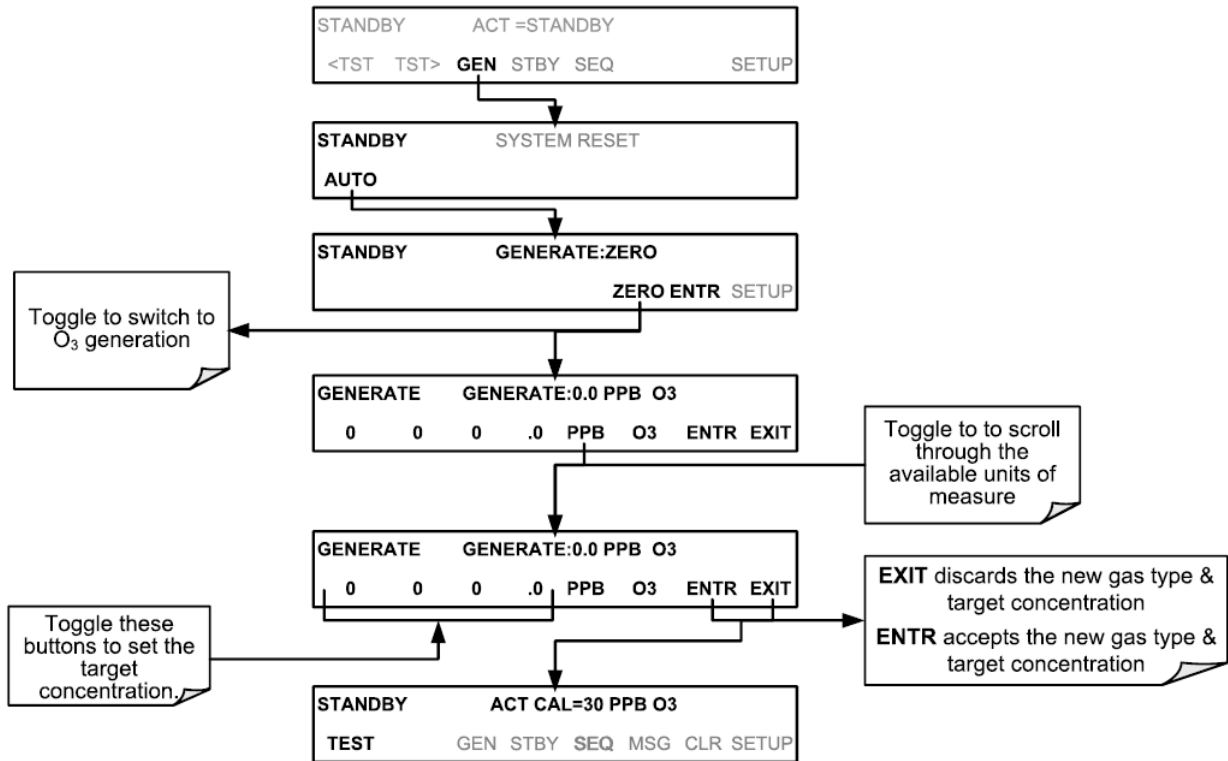 STANDBY ACT =STANDBY
<TST TST> GEN STBY SEQ SETUP
STANDBY SYSTEM RESET
AUTO
STANDBY GENERATE:ZERO
ZERO ENTR SETUP
Toggle to switch to
O₃ generation
GENERATE GENERATE:0.0 PPB O3
0 0 0 .0 PPB O3 ENTR EXIT
Toggle to to scroll
through the
available units of
measure
GENERATE GENERATE:0.0 PPB O3
0 0 0 .0 PPB O3 ENTR EXIT
Toggle these
buttons to set the
target
concentration.
EXIT discards the new gas type &
target concentration
ENTR accepts the new gas type &
target concentration
STANDBY ACT CAL=30 PPB O3
TEST GEN STBY SEQ MSG CLR SETUP